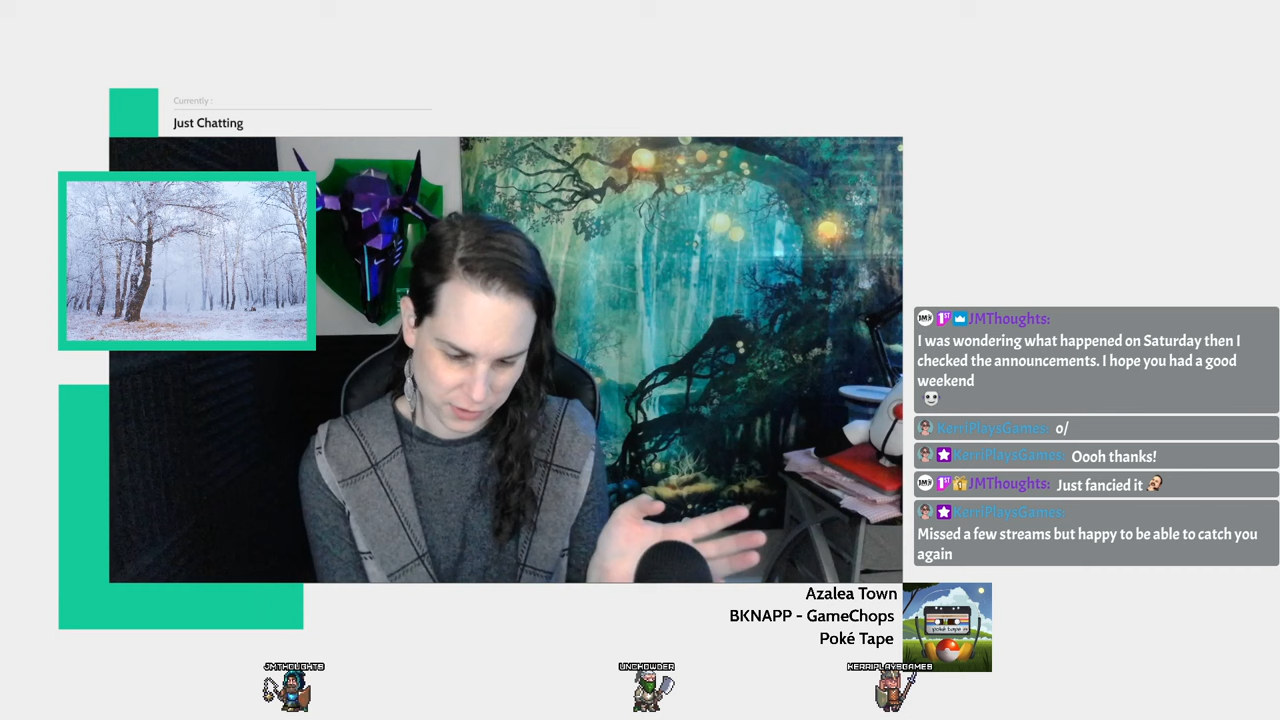 Currently :
Just Chatting
JMThoughts:
I was wondering what happened on Saturday then I
checked the announcements. I hope you had a good
weekend
KerriPlaysGames: o/
KerriPlaysGames: Oooh thanks!
JMThoughts: Just fancied it
KerriPlaysGames:
Missed a few streams but happy to be able to catch you
again
Azalea Town
BKNAPP - GameChops
Poké Tape
poké tape
JMTHOUGHTS
UNCHOWDER
KERRIPLAYSGAMES